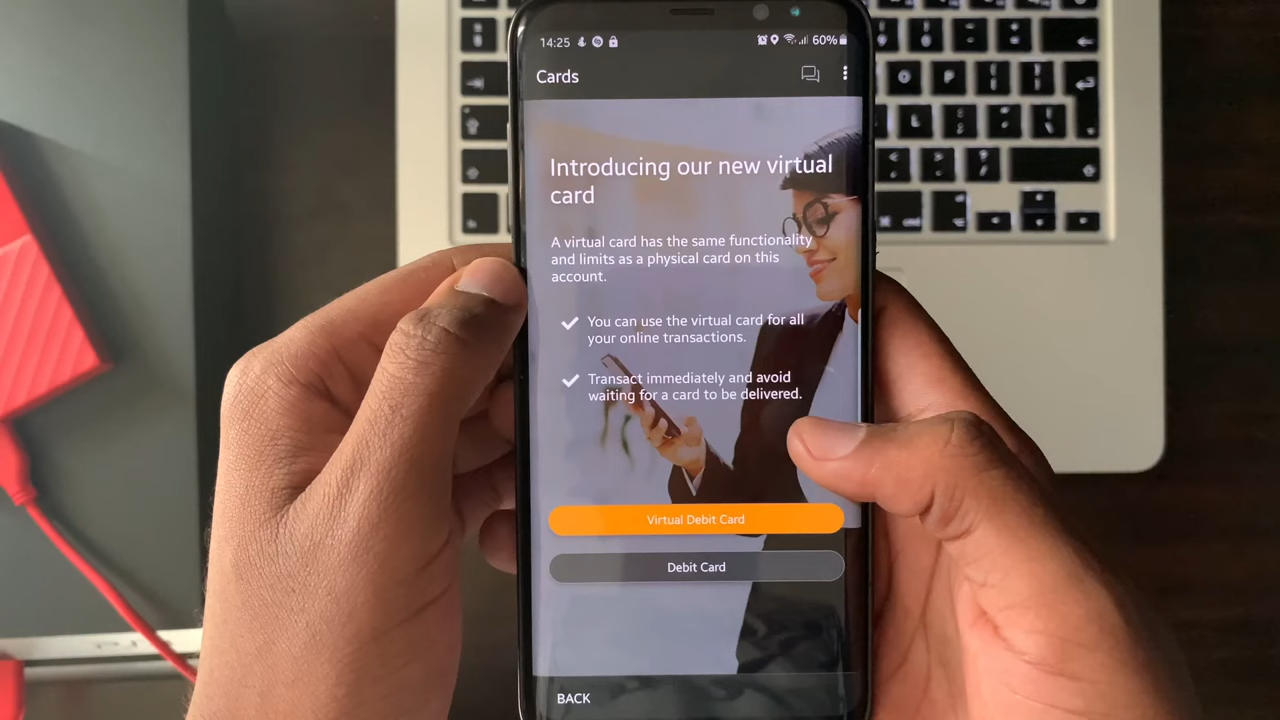 14:25
60%
Cards
Introducing our new virtual
card
A virtual card has the same functionality
and limits as a physical card on this
account.
You can use the virtual card for all
your online transactions.
Transact immediately and avoid
waiting for a card to be delivered.
Virtual Debit Card
Debit Card
BACK